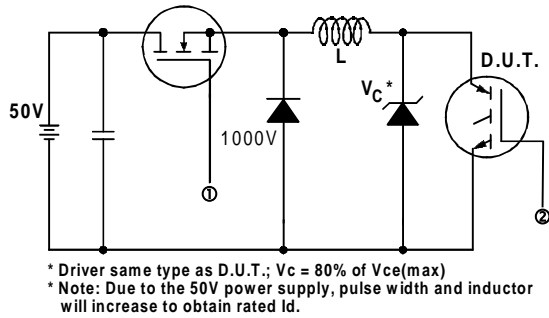 L
D.U.T.
V_C *
50V
1000V
①
②
* Driver same type as D.U.T.; Vc = 80% of Vce(max)
* Note: Due to the 50V power supply, pulse width and inductor
will increase to obtain rated Id.